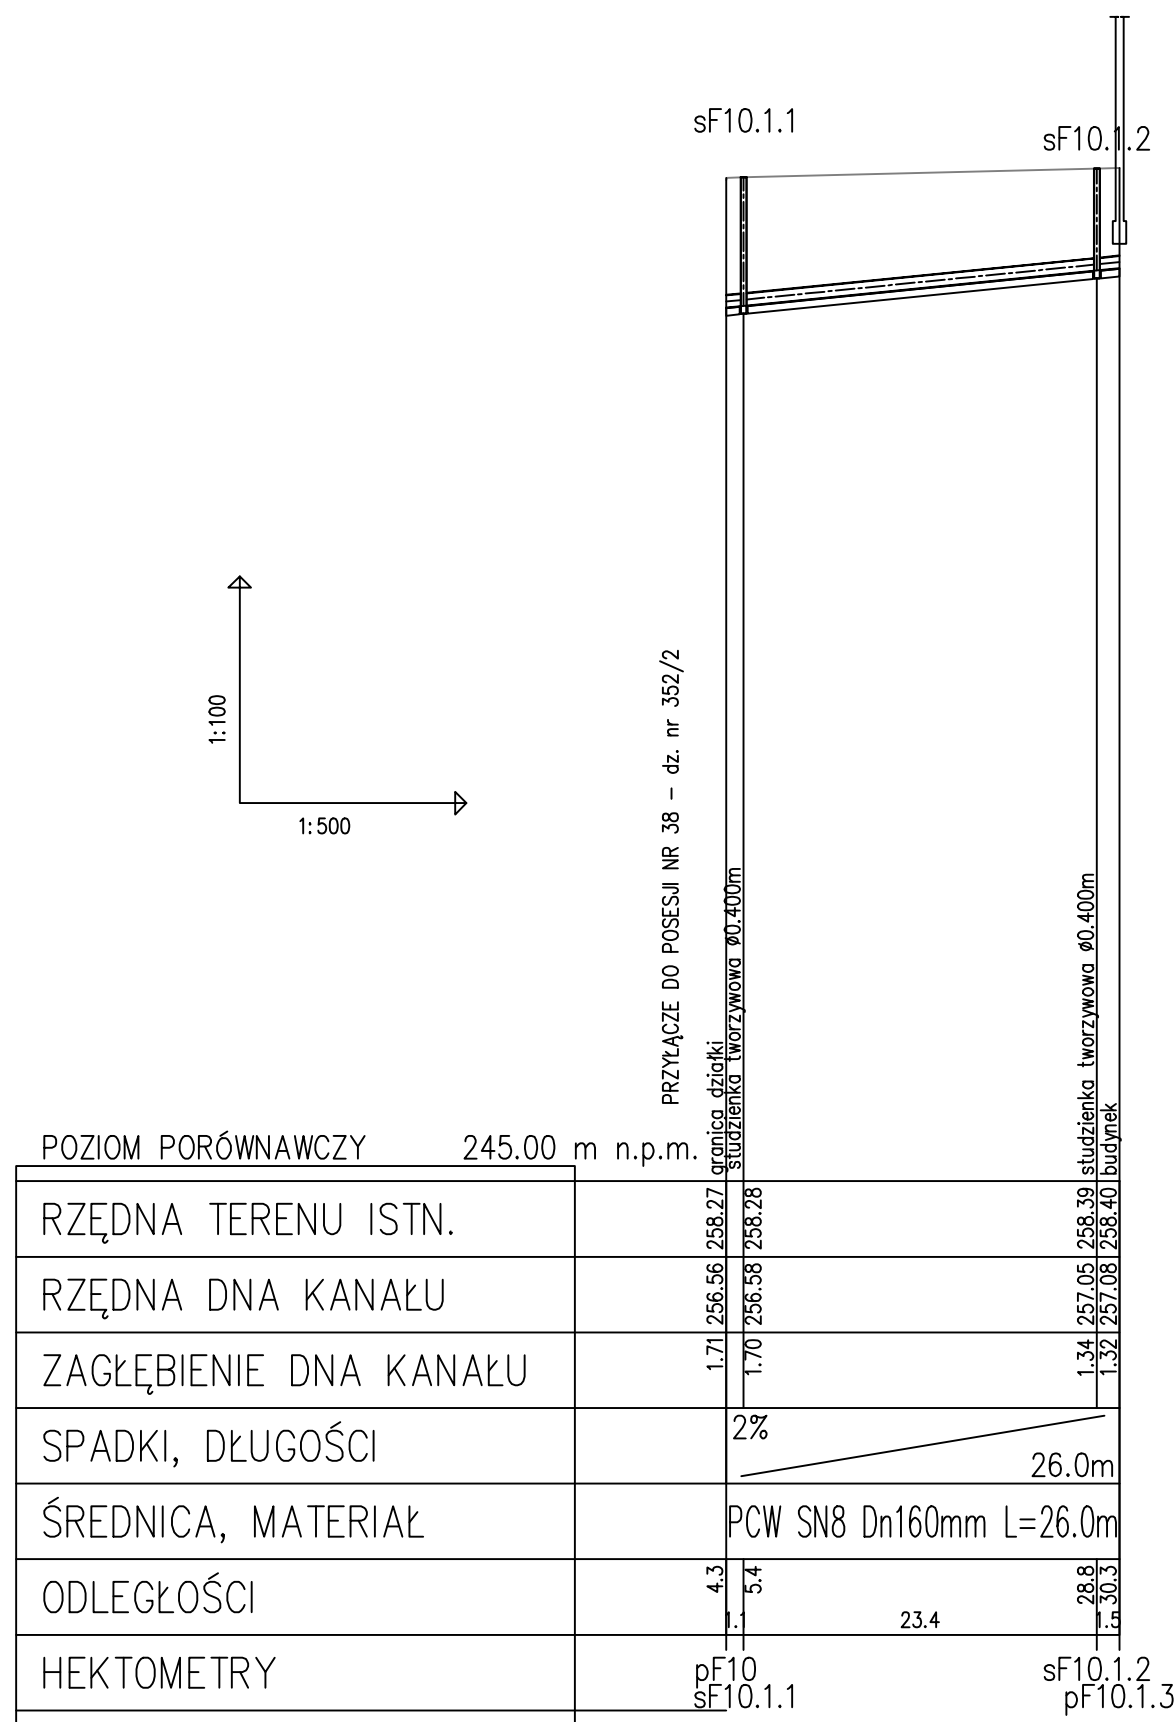 sF10.1.1
sF10.1.2
1:100
1:500
PRZYŁĄCZE DO POSESJI NR 38 – dz. nr 352/2
granica działki
studzienka tworzywowa ø0.400m
studzienka tworzywowa ø0.400m
budynek
POZIOM PORÓWNAWCZY 245.00 m n.p.m.
RZĘDNA TERENU ISTN. 258.27 258.28 258.39 258.40
RZĘDNA DNA KANAŁU 256.56 256.58 257.05 257.08
ZAGŁĘBIENIE DNA KANAŁU 1.71 1.70 1.34 1.32
SPADKI, DŁUGOŚCI 2% 26.0m
ŚREDNICA, MATERIAŁ PCW SN8 Dn160mm L=26.0m
ODLEGŁOŚCI 4.3 5.4 28.8 30.3
1.1 23.4 1.5
HEKTOMETRY pF10 sF10.1.2
sF10.1.1 pF10.1.3